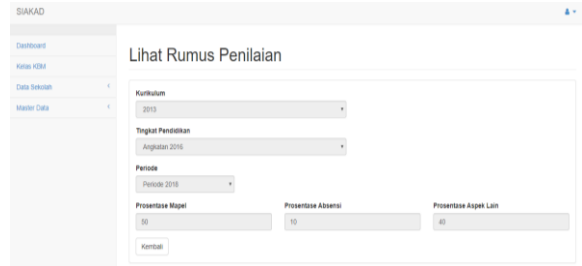 SIAKAD
Dashboard
Kelas KBM
Data Sekolah
Master Data
Lihat Rumus Penilaian
Kurikulum
2013
Tingkat Pendidikan
Angkatan 2016
Periode
Periode 2018
Prosentase Mapel Prosentase Absensi Prosentase Aspek Lain
50 10 40
Kembali